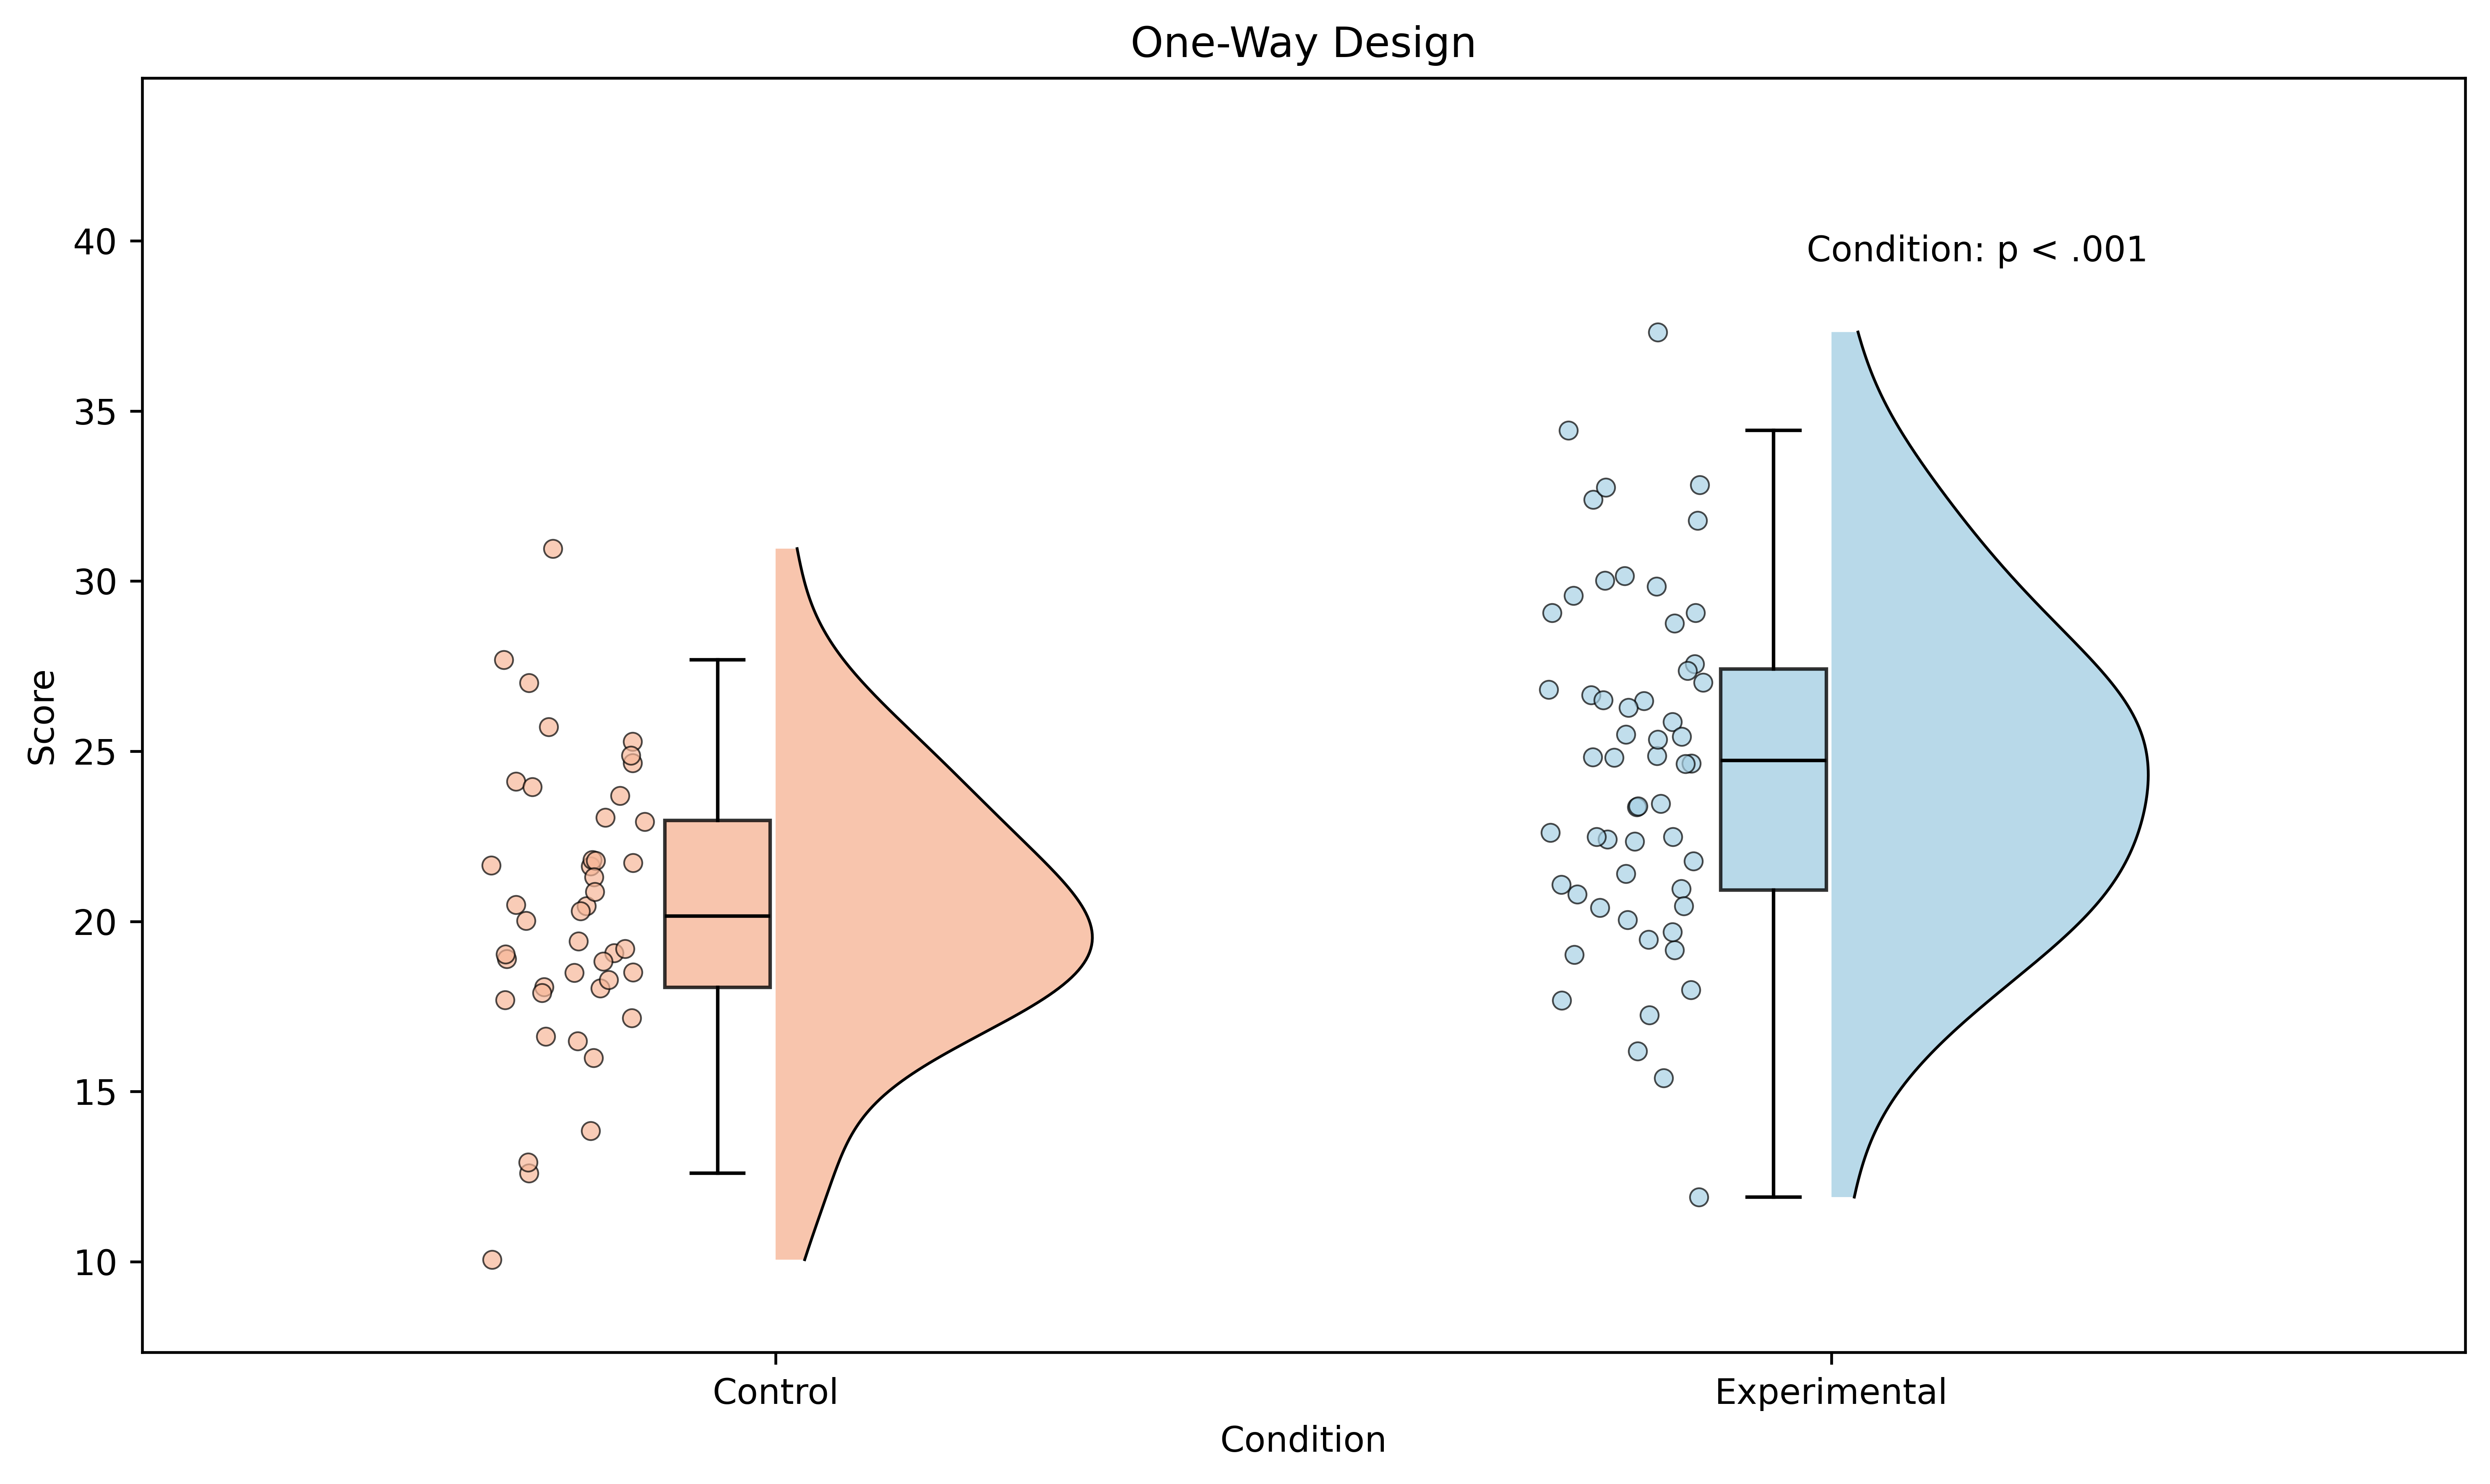 One-Way Design
Condition: p < .001
Score
40
35
30
25
20
15
10
Control
Experimental
Condition